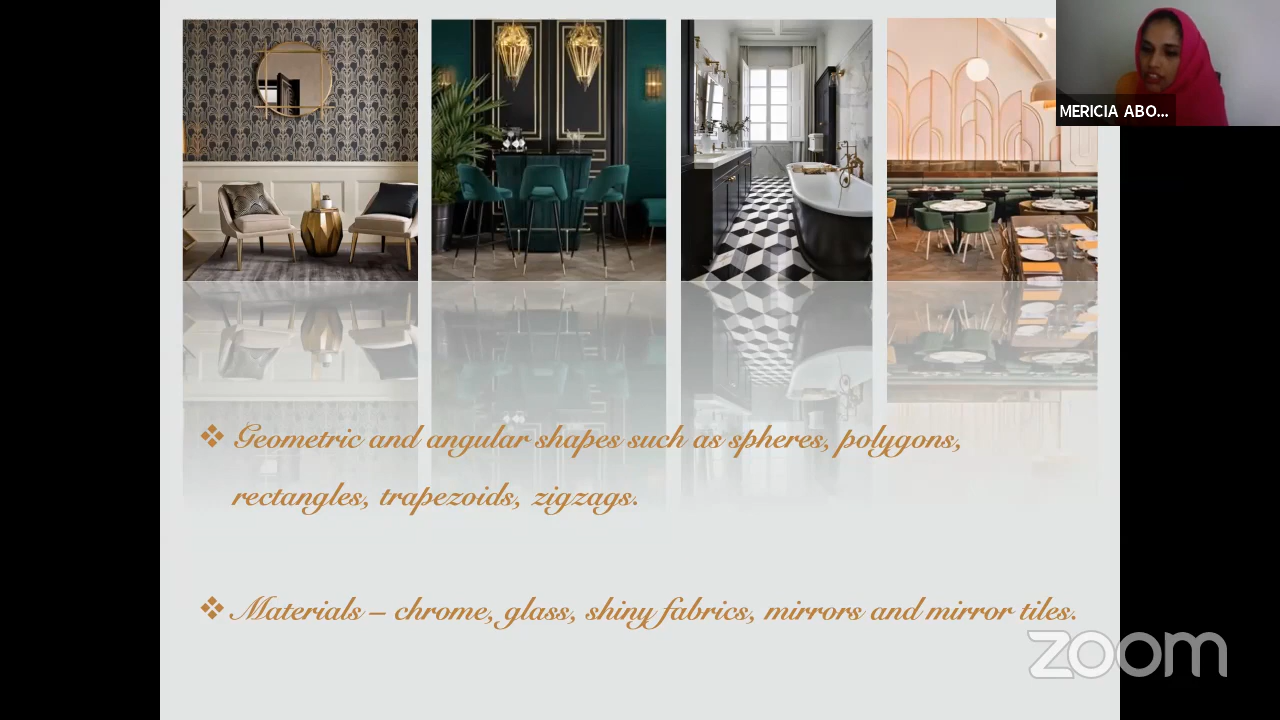 MERICIA ABO...
❖ Geometric and angular shapes such as spheres, polygons,
rectangles, trapezoids, zigzags.
❖ Materials – chrome, glass, shiny fabrics, mirrors and mirror tiles.
zoom